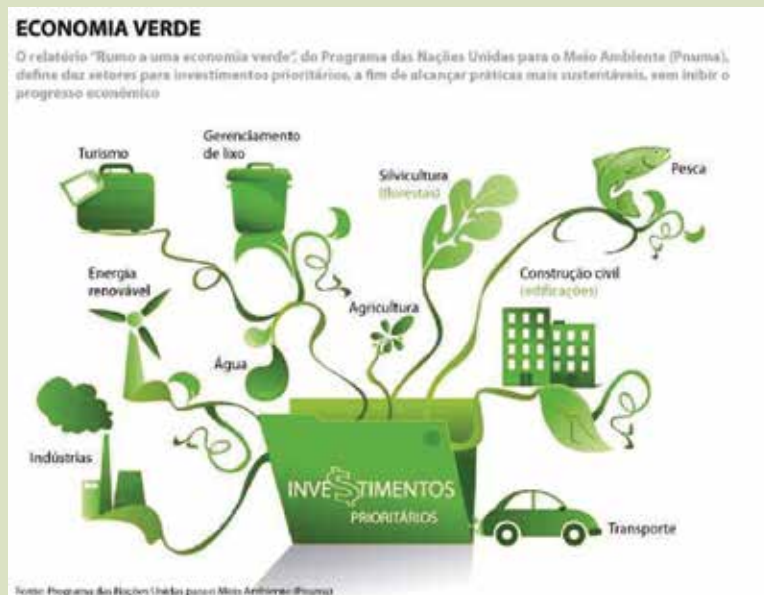 ECONOMIA VERDE
O relatório "Rumo a uma economia verde", do Programa das Nações Unidas para o Meio Ambiente (Pnuma),
define dez setores para investimentos prioritários, a fim de alcançar práticas mais sustentáveis, sem inibir o
progresso econômico
Turismo
Gerenciamento
de lixo
Silvicultura
(florestas)
Pesca
Energia
renovável
Construção civil
(edificações)
Agricultura
Água
Indústrias
INVE$TIMENTOS
PRIORITÁRIOS
Transporte
Fonte: Programa das Nações Unidas para o Meio Ambiente (Pnuma)